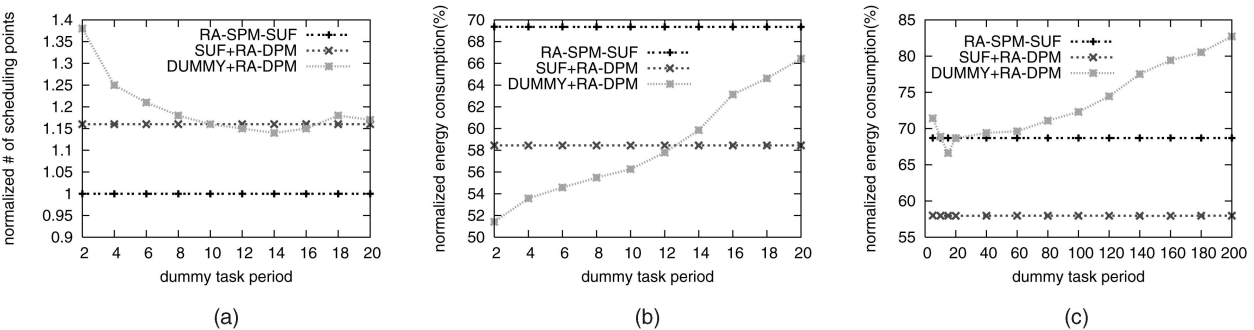 normalized # of scheduling points
1.4
1.35
1.3
1.25
1.2
1.15
1.1
1.05
1
0.95
0.9
RA-SPM-SUF
SUF+RA-DPM
DUMMY+RA-DPM
2 4 6 8 10 12 14 16 18 20
dummy task period
(a)
normalized energy consumption(%)
70
68
66
64
62
60
58
56
54
52
50
RA-SPM-SUF
SUF+RA-DPM
DUMMY+RA-DPM
2 4 6 8 10 12 14 16 18 20
dummy task period
(b)
normalized energy consumption(%)
85
80
75
70
65
60
55
RA-SPM-SUF
SUF+RA-DPM
DUMMY+RA-DPM
0 20 40 60 80 100 120 140 160 180 200
dummy task period
(c)